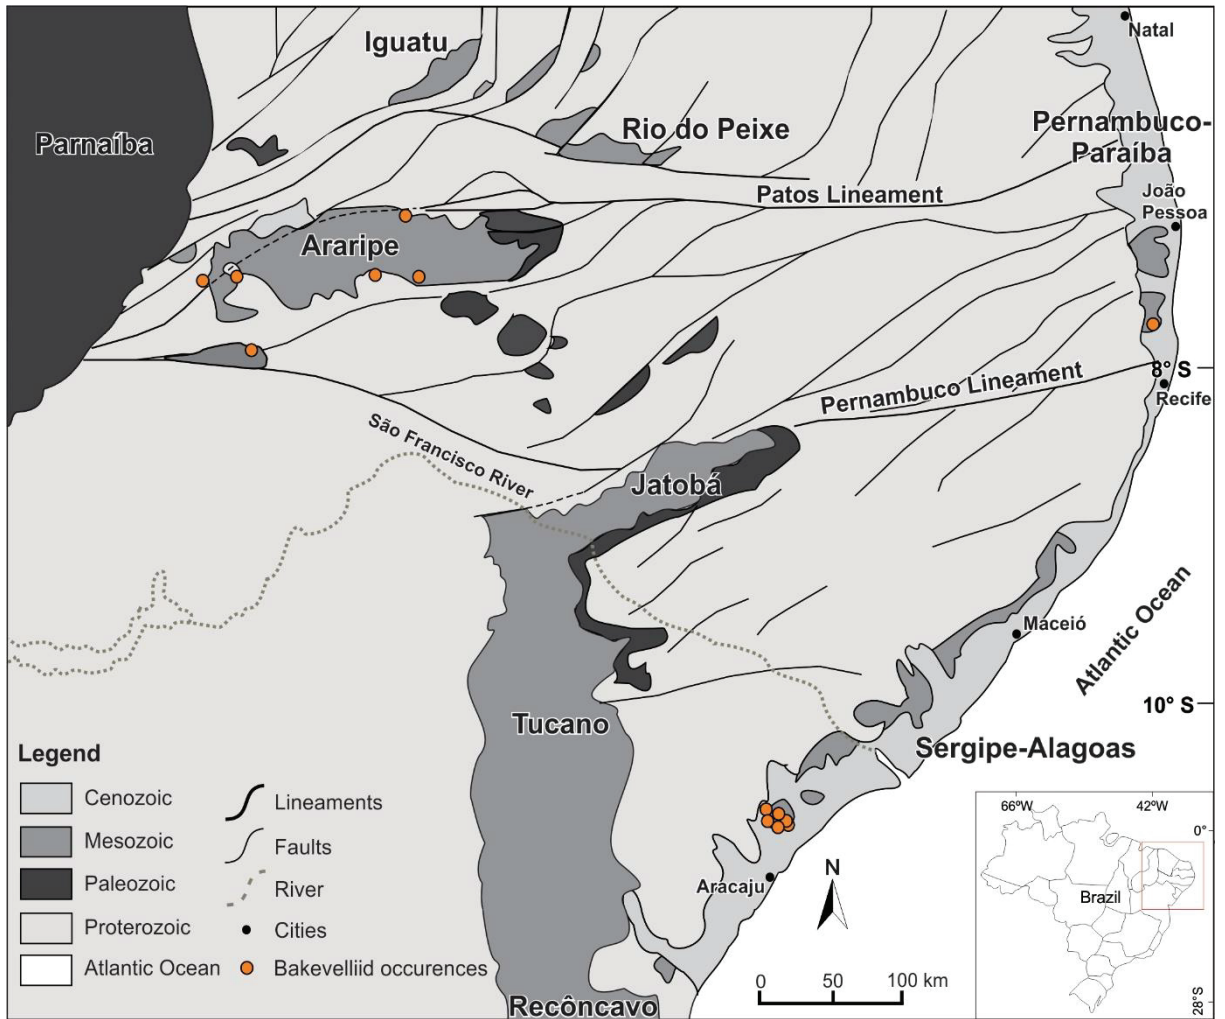 Iguatu
Natal
Parnaíba
Rio do Peixe
Pernambuco-
Paraíba
Patos Lineament
João
Pessoa
Araripe
8° S
Recife
Pernambuco Lineament
São Francisco River
Jatobá
Maceió
Atlantic Ocean
10° S
Tucano
Sergipe-Alagoas
Aracaju
N
Recôncavo
Legend
Cenozoic
Mesozoic
Paleozoic
Proterozoic
Atlantic Ocean
Lineaments
Faults
River
Cities
Bakevelliid occurences
0 50 100 km
66°W 42°W
0°
Brazil
28°S